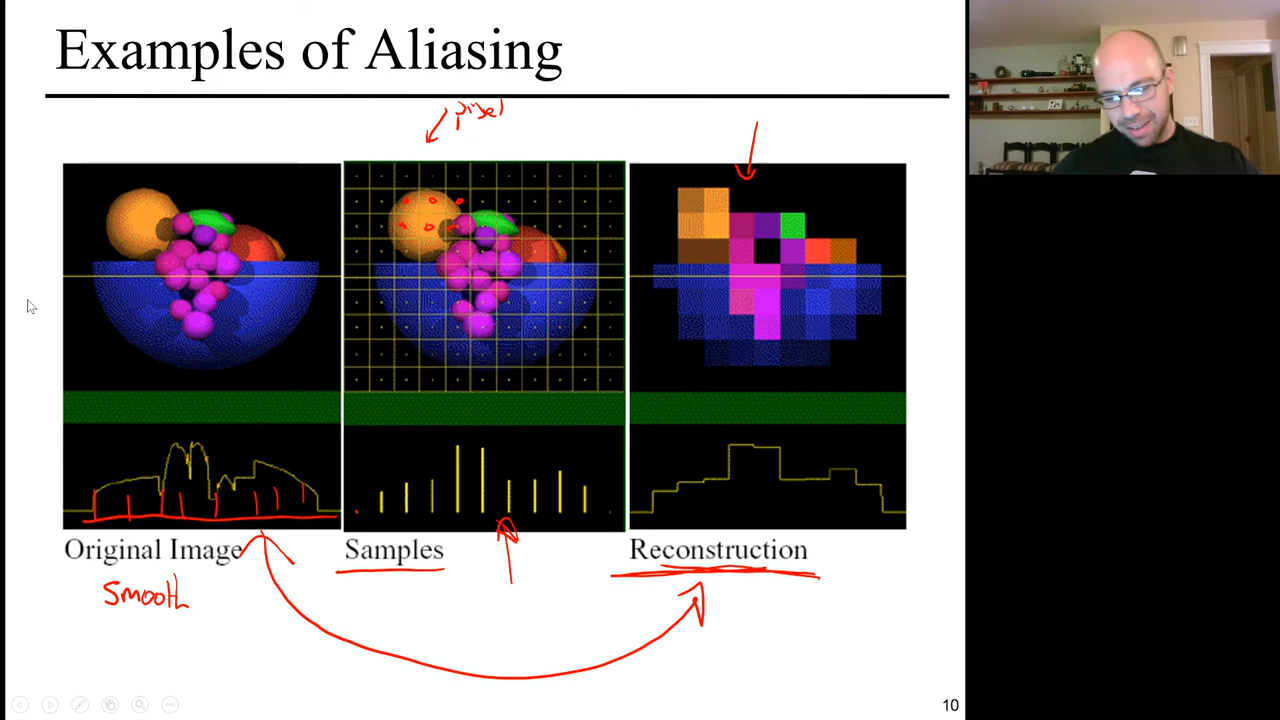 Examples of Aliasing
pixel
Original Image
Samples
Reconstruction
Smooth
10